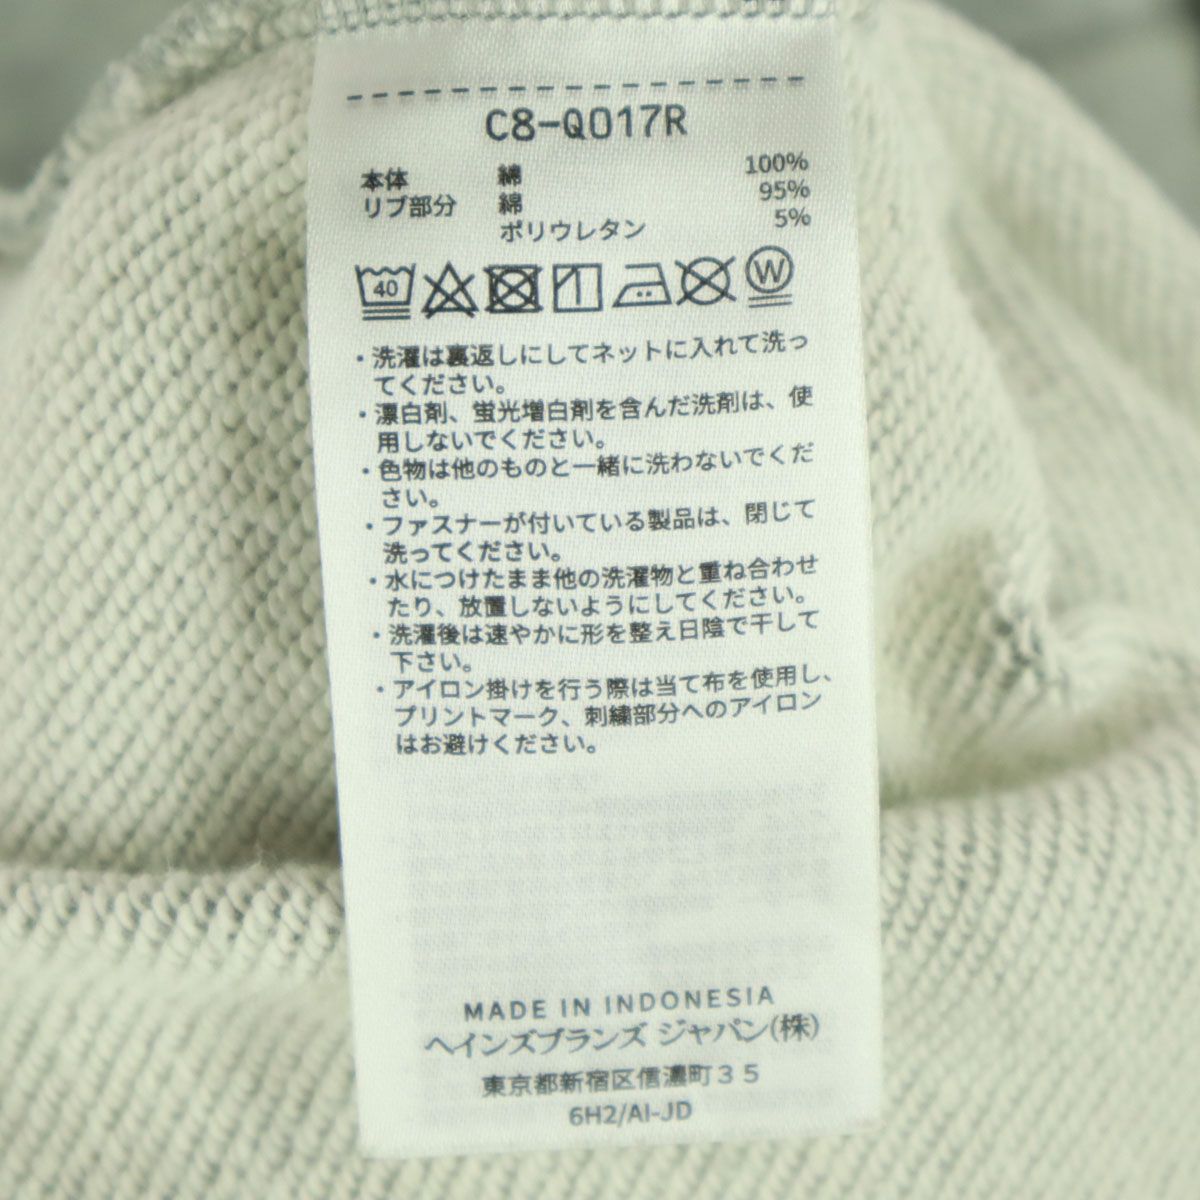 C8-Q017R
本体 綿 100%
リブ部分 綿 95%
ポリウレタン 5%
40 W
・洗濯は裏返しにしてネットに入れて洗っ
てください。
・漂白剤、蛍光増白剤を含んだ洗剤は、使
用しないでください。
・色物は他のものと一緒に洗わないでくだ
さい。
・ファスナーが付いている製品は、閉じて
洗ってください。
・水につけたまま他の洗濯物と重ね合わせ
たり、放置しないようにしてください。
・洗濯後は速やかに形を整え日陰で干して
下さい。
・アイロン掛けを行う際は当て布を使用し、
プリントマーク、刺繍部分へのアイロン
はお避けください。
MADE IN INDONESIA
ヘインズブランズ ジャパン(株)
東京都新宿区信濃町35
6H2/AI-JD